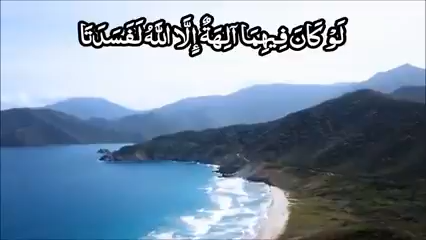 لَوْ كَانَ فِيهِمَا آلِهَةٌ إِلَّا اللَّهُ لَفَسَدَتَا